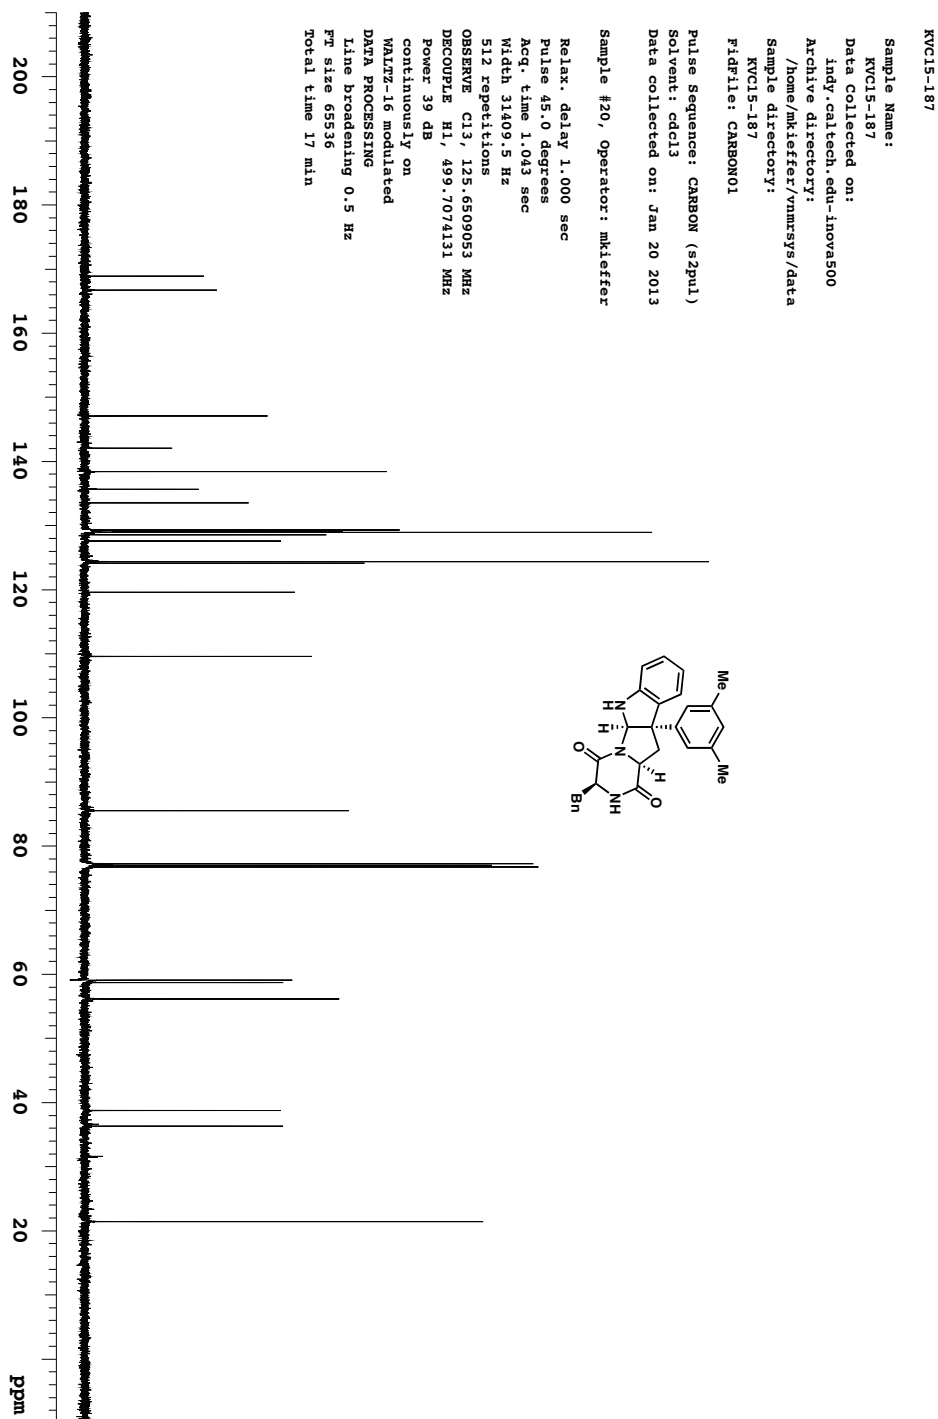 KVC15-187
Sample Name:
KVC15-187
Data Collected on:
indy.caltech.edu-inova500
Archive directory:
/home/mkieffer/vnmrsys/data
Sample directory:
KVC15-187
FidFile: CARBON01
Pulse Sequence: CARBON (s2pul)
Solvent: cdcl3
Data collected on: Jan 20 2013
Sample #20, Operator: mkieffer
Relax. delay 1.000 sec
Pulse 45.0 degrees
Acq. time 1.043 sec
Width 31409.5 Hz
512 repetitions
OBSERVE C13, 125.6509053 MHz
DECOUPLE H1, 499.7074131 MHz
Power 39 dB
continuously on
WALTZ-16 modulated
DATA PROCESSING
Line broadening 0.5 Hz
FT size 65536
Total time 17 min
Me
Me
N
H
H
N
H
O
O
NH
Bn
200
180
160
140
120
100
80
60
40
20
ppm